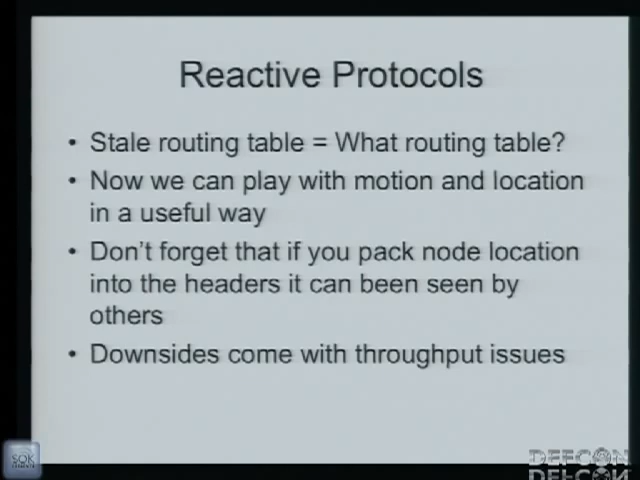 Reactive Protocols
• Stale routing table = What routing table?
• Now we can play with motion and location
in a useful way
• Don't forget that if you pack node location
into the headers it can been seen by
others
• Downsides come with throughput issues
SOK
DEFCON
DEFCON